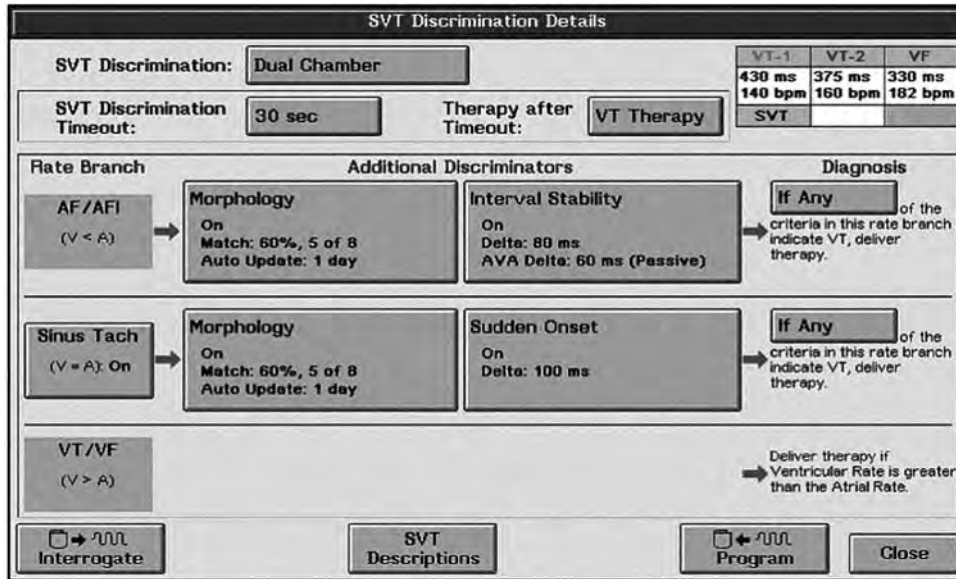 SVT Discrimination Details
SVT Discrimination: Dual Chamber
VT-1 VT-2 VF
430 ms 375 ms 330 ms
140 bpm 160 bpm 182 bpm
SVT
SVT Discrimination Timeout: 30 sec
Therapy after Timeout: VT Therapy
Rate Branch Additional Discriminators Diagnosis
AF/AFl
(V < A)
Morphology
On
Match: 60%, 5 of 8
Auto Update: 1 day
Interval Stability
On
Delta: 80 ms
AVA Delta: 60 ms (Passive)
If Any of the
criteria in this rate branch
indicate VT, deliver
therapy.
Sinus Tach
(V = A): On
Morphology
On
Match: 60%, 5 of 8
Auto Update: 1 day
Sudden Onset
On
Delta: 100 ms
If Any of the
criteria in this rate branch
indicate VT, deliver
therapy.
VT/VF
(V > A)
Deliver therapy if
Ventricular Rate is greater
than the Atrial Rate.
Interrogate
SVT
Descriptions
Program
Close